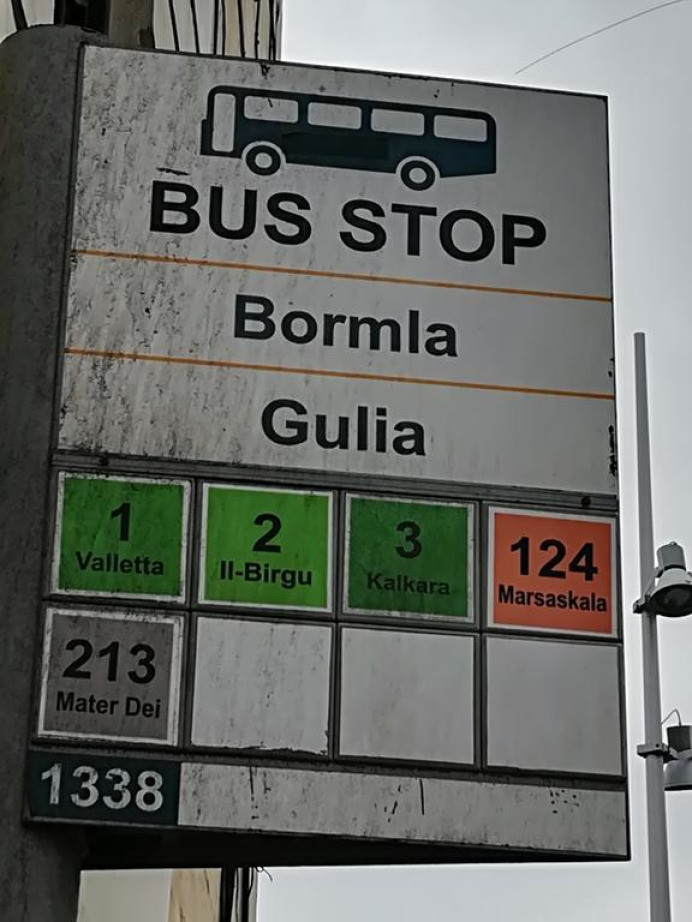 BUS STOP
Bormla
Gulia
1
Valletta
2
Il-Birgu
3
Kalkara
124
Marsaskala
213
Mater Dei
1338